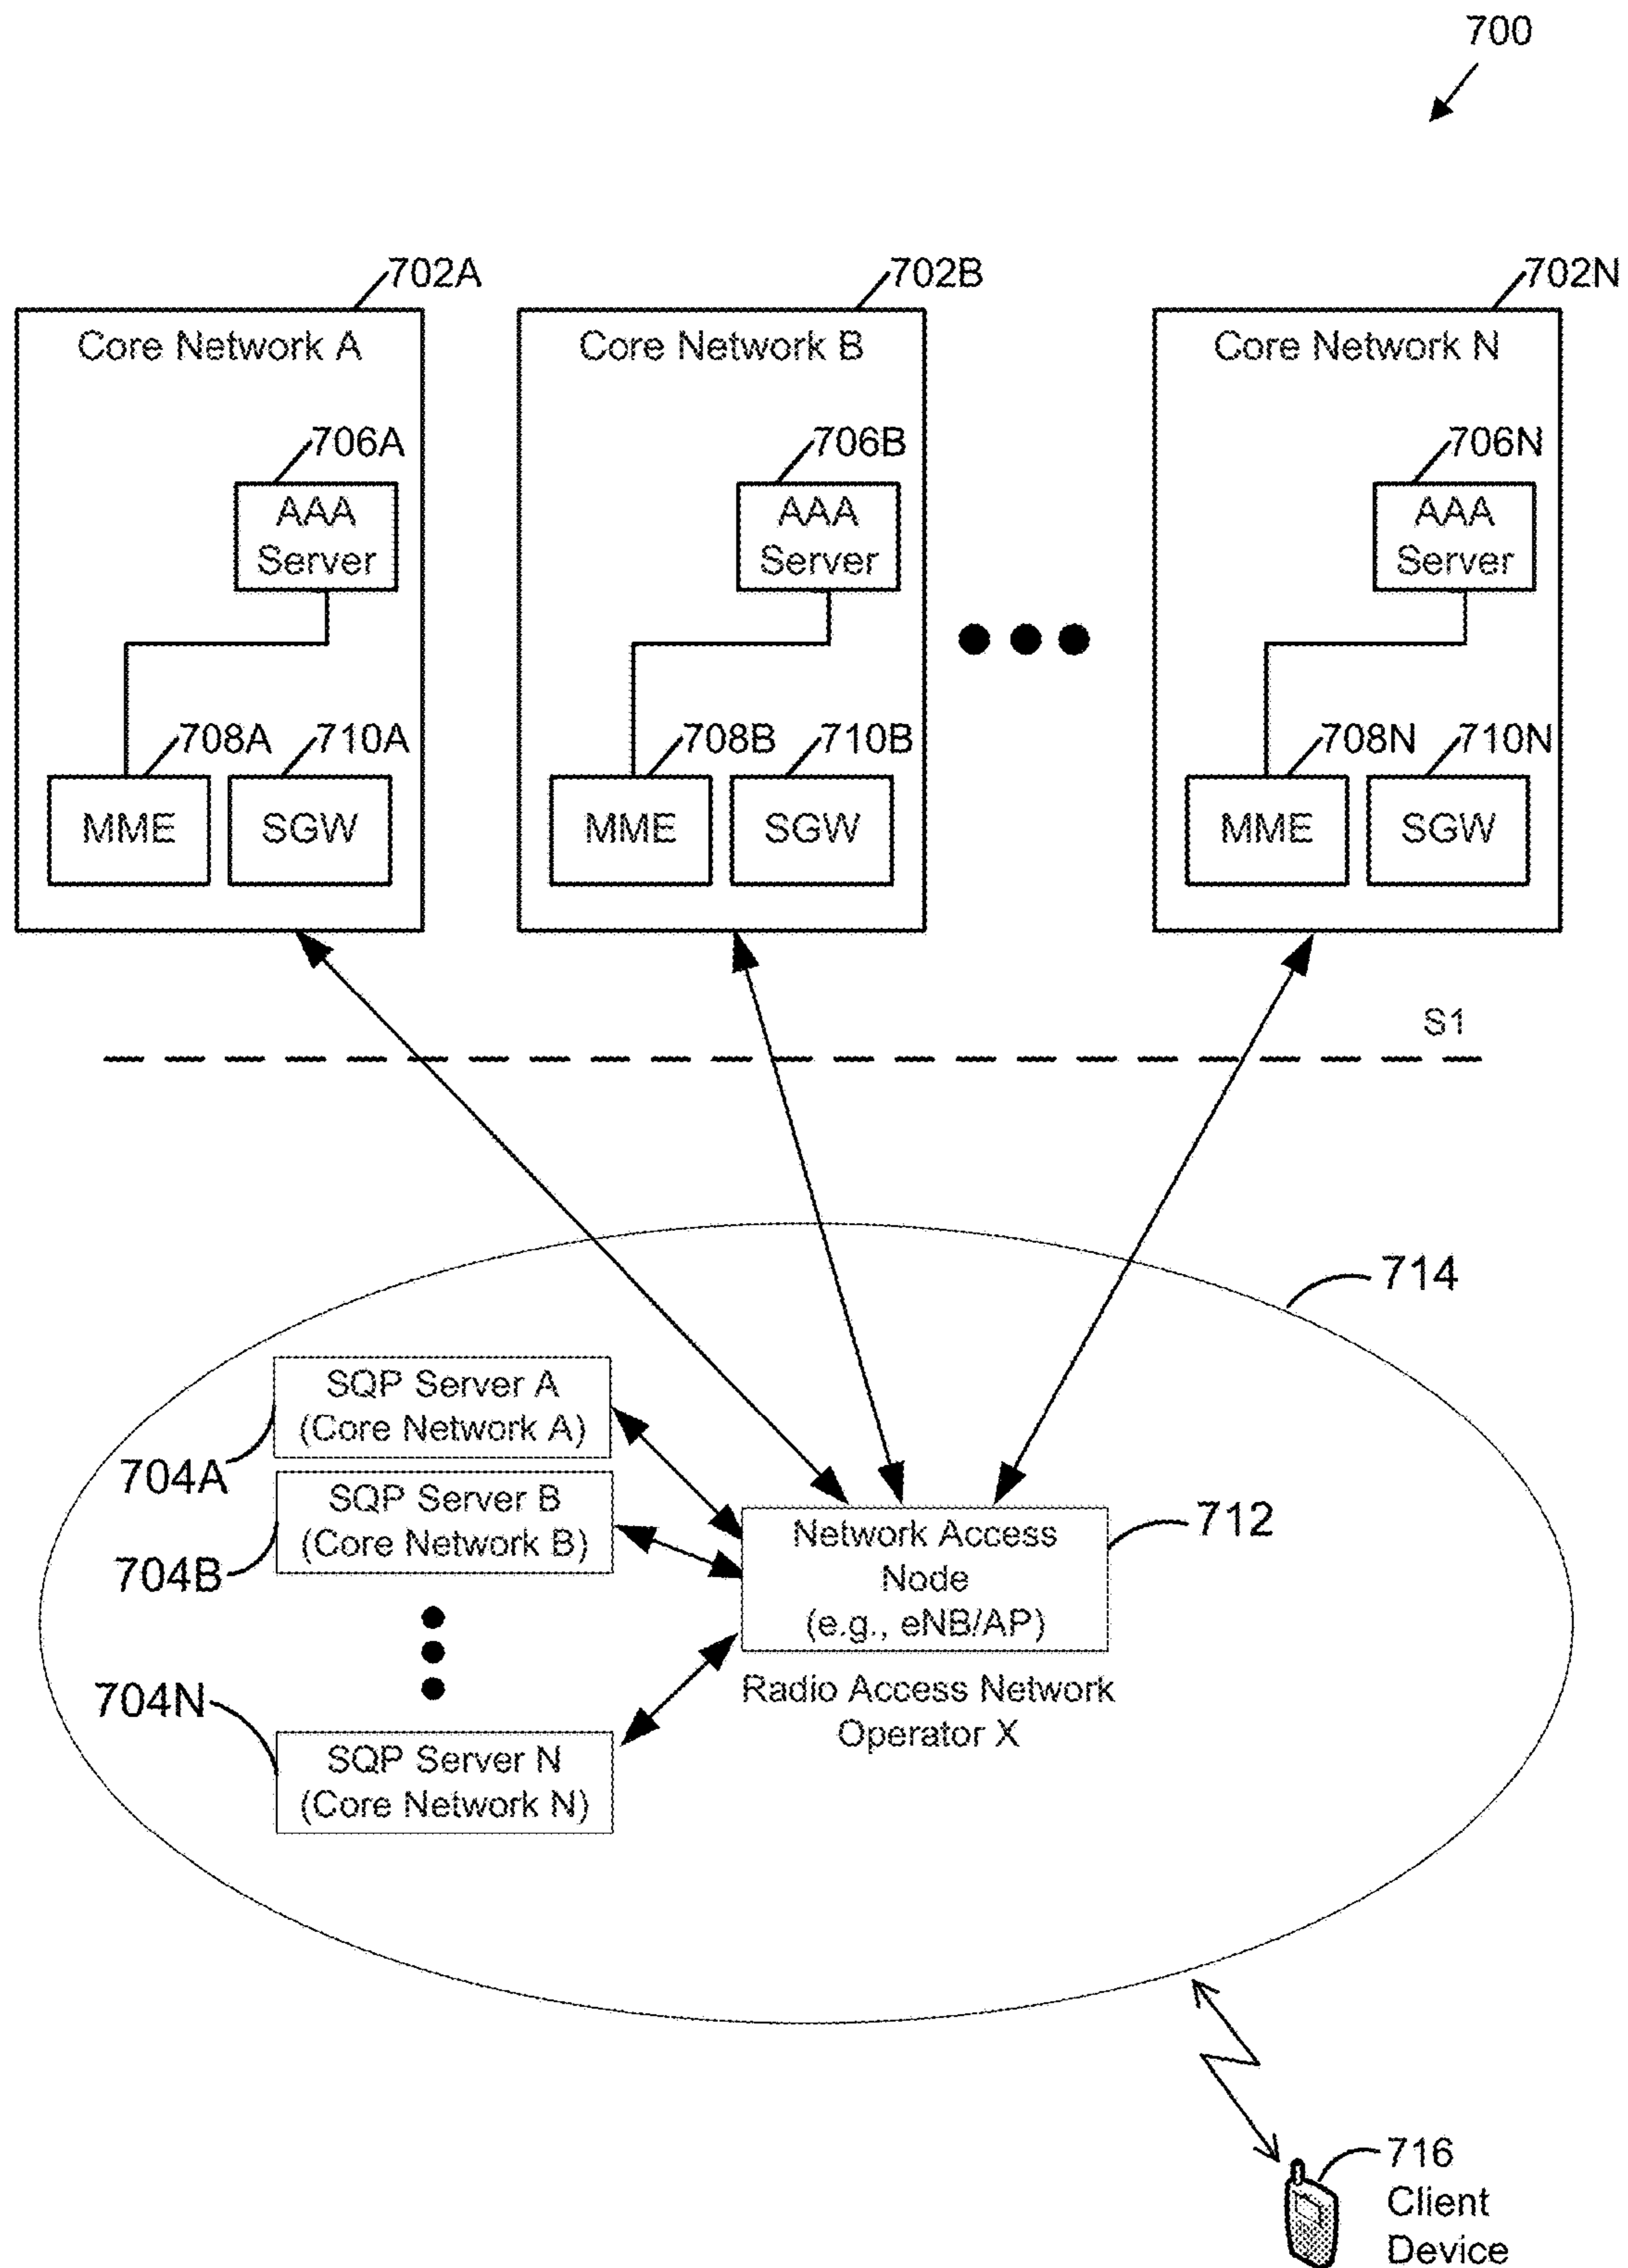 700
702A
702B
702N
Core Network A
Core Network B
Core Network N
706A
706B
706N
AAA
Server
AAA
Server
AAA
Server
708A
710A
708B
710B
708N
710N
MME
SGW
MME
SGW
MME
SGW
S1
714
SQP Server A
(Core Network A)
704A
SQP Server B
(Core Network B)
704B
Network Access
Node
(e.g., eNB/AP)
712
Radio Access Network
Operator X
704N
SQP Server N
(Core Network N)
716
Client
Device